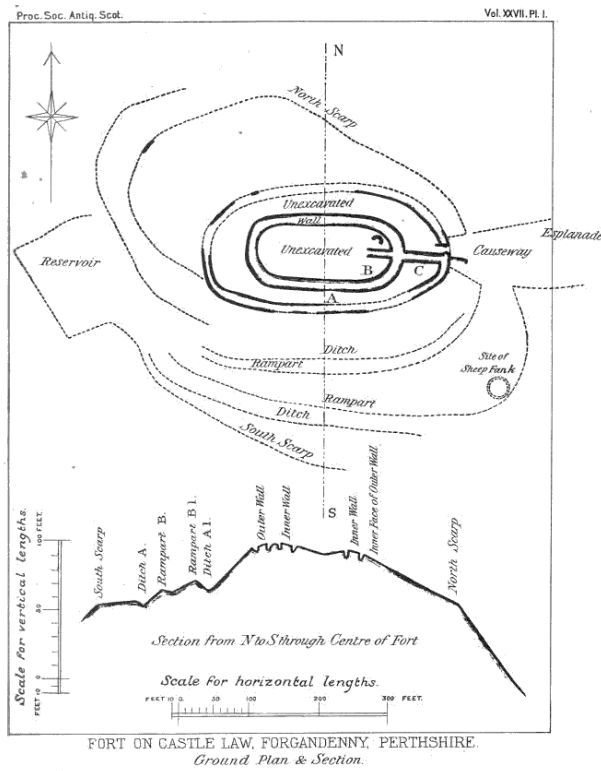 Proc. Soc. Antiq. Scot.
Vol. XXVII. Pl. I.
N
North Scarp
Unexcavated
Wall
Esplanade
Unexcavated
Causeway
Reservoir
B
C
A
Ditch
Rampart
Site of
Sheep Fank
Rampart
Ditch
South Scarp
S
South Scarp
Ditch A.
Rampart B.
Rampart B1.
Ditch A1.
Outer Wall
Inner Wall
Inner Wall
Inner Face of Outer Wall
North Scarp
Scale for vertical lengths.
100 FEET.
50
0
FEET 10
Section from N to S through Centre of Fort
Scale for horizontal lengths.
FEET 10 0. 50 100 200 300 FEET.
FORT ON CASTLE LAW, FORGANDENNY, PERTHSHIRE.
Ground Plan & Section.